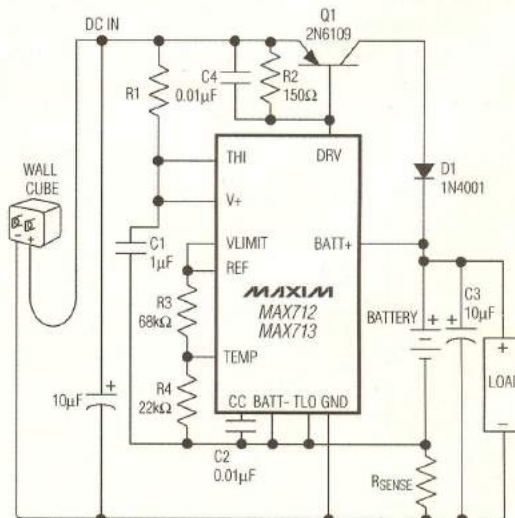 DC IN
Q1
2N6109
R1
C4
0.01μF
R2
150Ω
WALL
CUBE
THI
DRV
V+
D1
1N4001
C1
1μF
VLIMIT
BATT+
REF
R3
68kΩ
MAXIM
MAX712
MAX713
C3
10μF
BATTERY
TEMP
LOAD
10μF
R4
22kΩ
CC BATT- TLO GND
C2
0.01μF
RSENSE